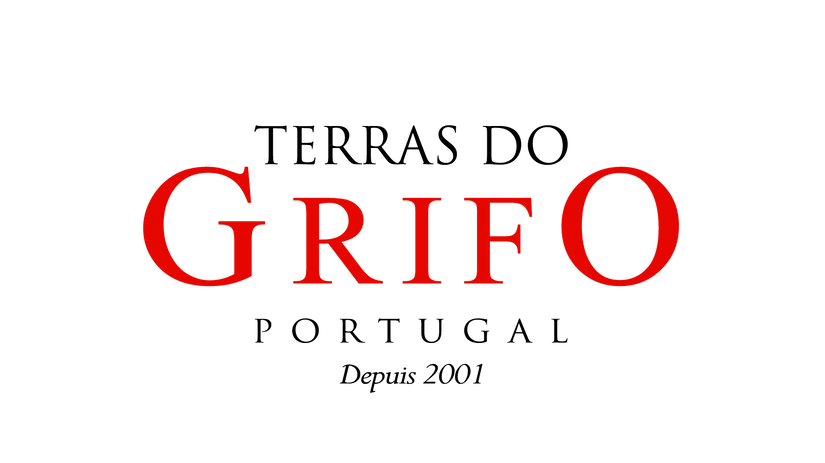 TERRAS DO
GRIFO
PORTUGAL
Depuis 2001